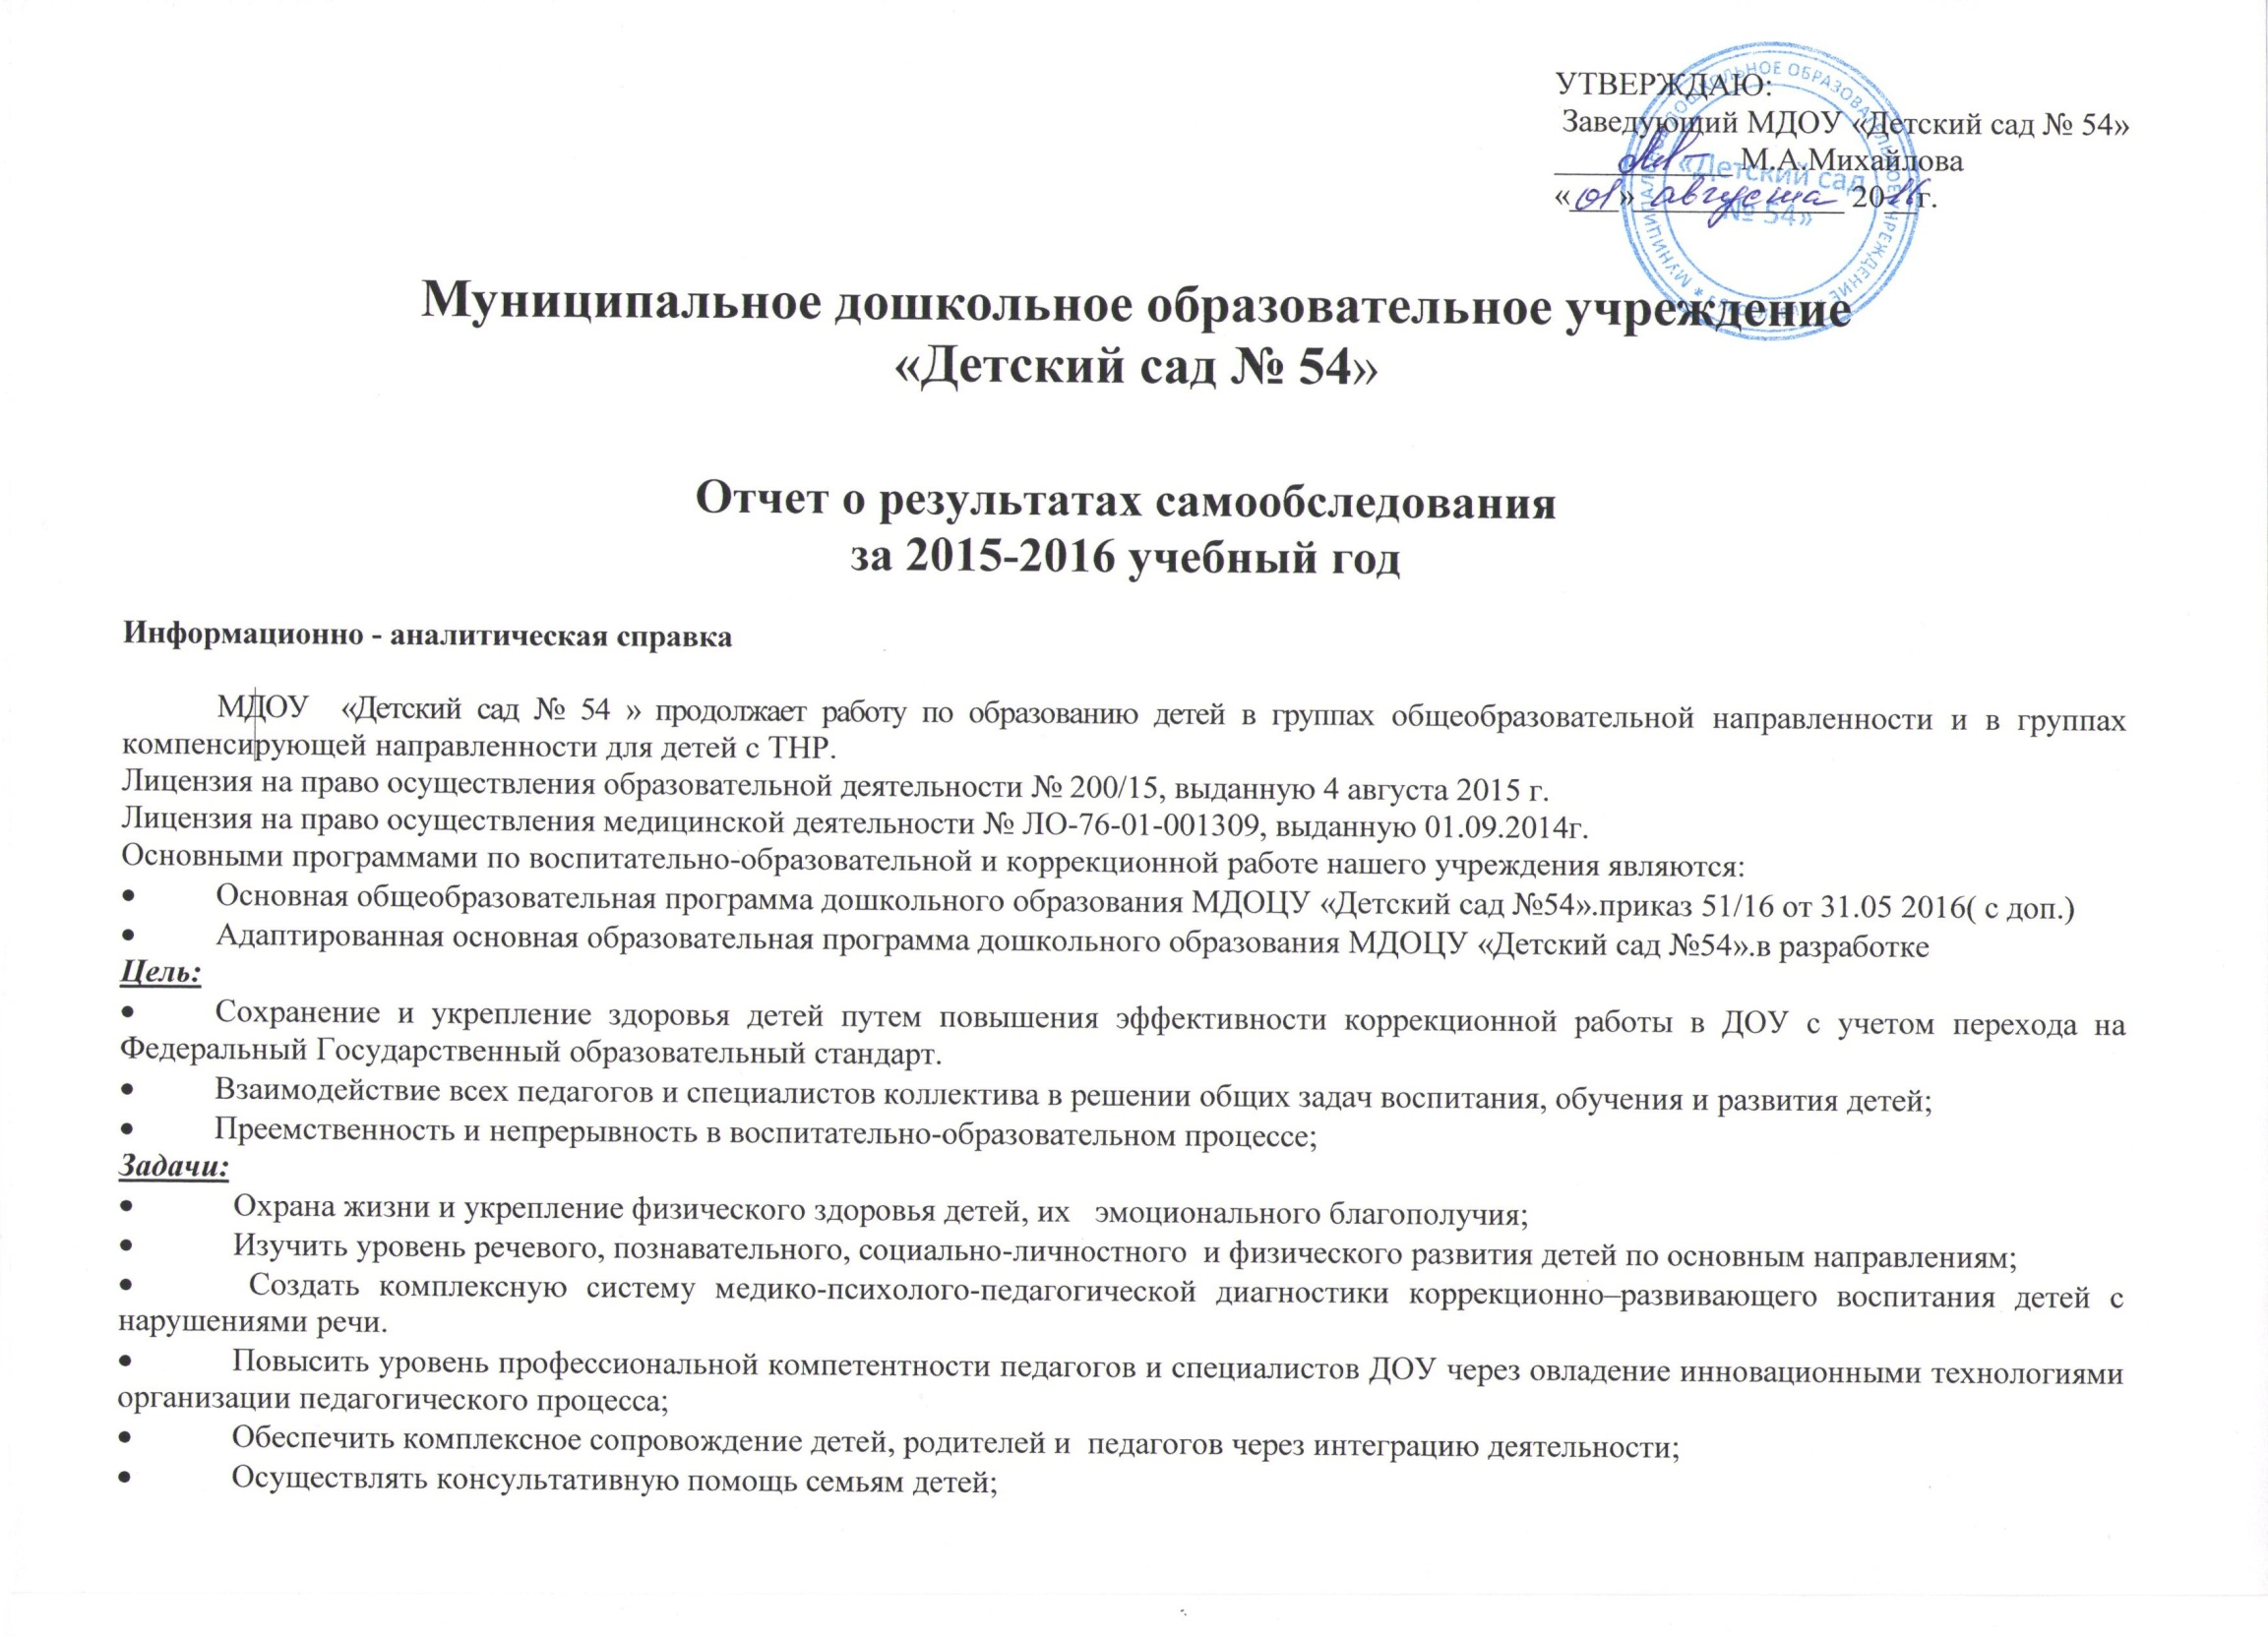 УТВЕРЖДАЮ:
Заведующий МДОУ «Детский сад № 54»
___________ М.А.Михайлова
«01» августа 2016г.
МУНИЦИПАЛЬНОЕ ДОШКОЛЬНОЕ ОБРАЗОВАТЕЛЬНОЕ УЧРЕЖДЕНИЕ
«Детский сад
№ 54»
Муниципальное дошкольное образовательное учреждение
«Детский сад № 54»
Отчет о результатах самообследования
за 2015-2016 учебный год
Информационно - аналитическая справка
МДОУ «Детский сад № 54 » продолжает работу по образованию детей в группах общеобразовательной направленности и в группах
компенсирующей направленности для детей с ТНР.
Лицензия на право осуществления образовательной деятельности № 200/15, выданную 4 августа 2015 г.
Лицензия на право осуществления медицинской деятельности № ЛО-76-01-001309, выданную 01.09.2014г.
Основными программами по воспитательно-образовательной и коррекционной работе нашего учреждения являются:
• Основная общеобразовательная программа дошкольного образования МДОЦУ «Детский сад №54».приказ 51/16 от 31.05 2016( с доп.)
• Адаптированная основная образовательная программа дошкольного образования МДОЦУ «Детский сад №54».в разработке
Цель:
• Сохранение и укрепление здоровья детей путем повышения эффективности коррекционной работы в ДОУ с учетом перехода на
Федеральный Государственный образовательный стандарт.
• Взаимодействие всех педагогов и специалистов коллектива в решении общих задач воспитания, обучения и развития детей;
• Преемственность и непрерывность в воспитательно-образовательном процессе;
Задачи:
• Охрана жизни и укрепление физического здоровья детей, их эмоционального благополучия;
• Изучить уровень речевого, познавательного, социально-личностного и физического развития детей по основным направлениям;
• Создать комплексную систему медико-психолого-педагогической диагностики коррекционно–развивающего воспитания детей с
нарушениями речи.
• Повысить уровень профессиональной компетентности педагогов и специалистов ДОУ через овладение инновационными технологиями
организации педагогического процесса;
• Обеспечить комплексное сопровождение детей, родителей и педагогов через интеграцию деятельности;
• Осуществлять консультативную помощь семьям детей;